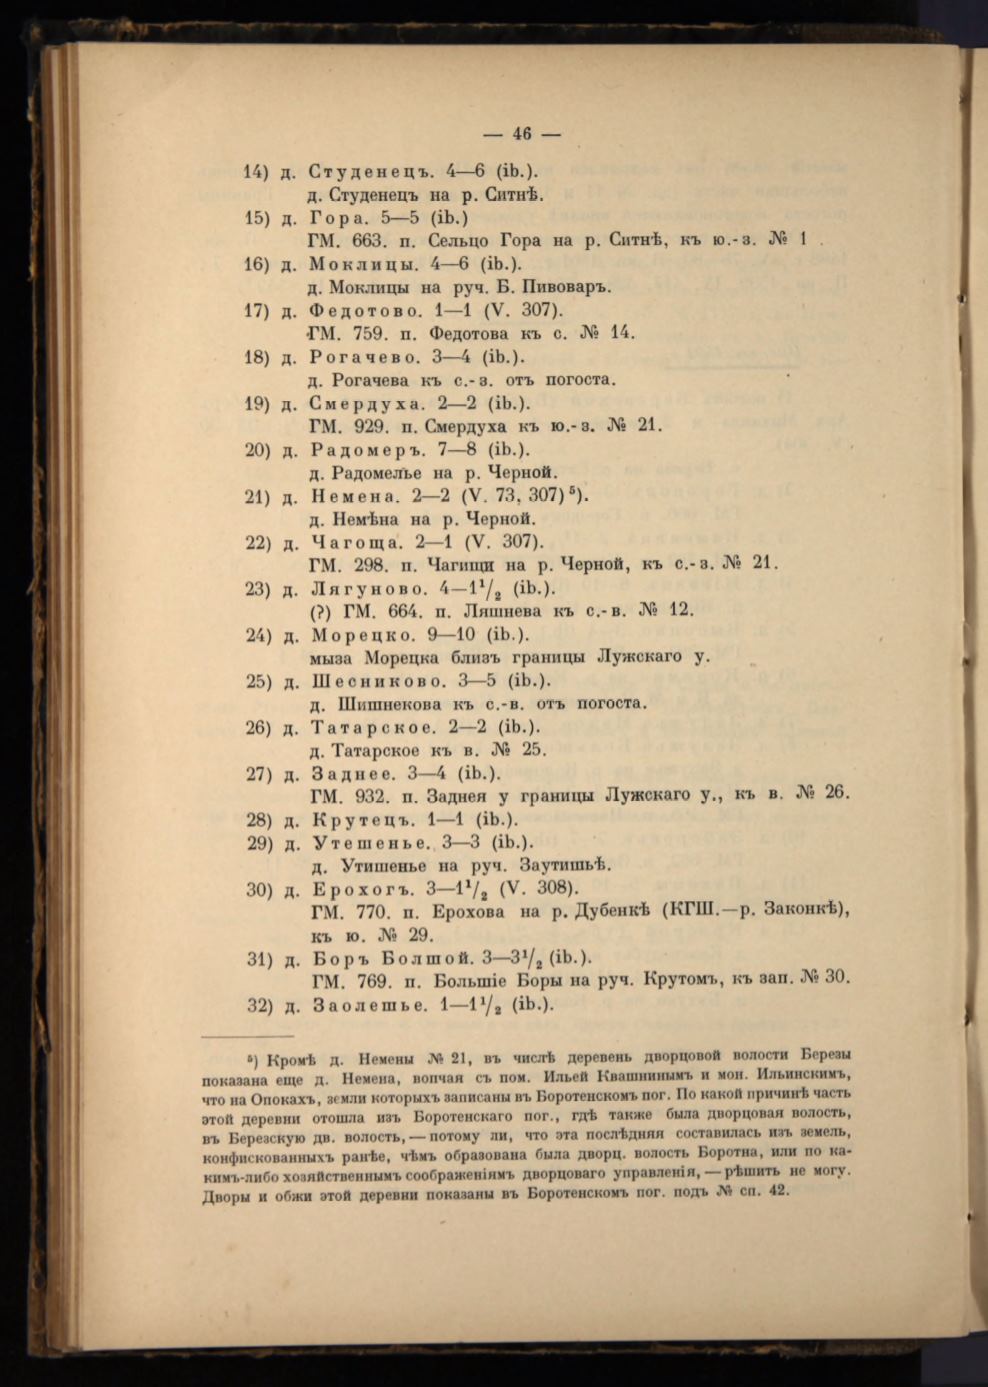 — 46 —
14) д. Студенецъ. 4—6 (ib.).
д. Студенецъ на р. Ситнѣ.
15) д. Гора. 5—5 (ib.)
ГМ. 663. п. Сельцо Гора на р. Ситнѣ, къ ю.-з. № 1 .
16) д. Моклицы. 4—6 (ib.).
д. Моклицы на руч. Б. Пивоваръ.
17) д. Федотово. 1—1 (V. 307).
ГМ. 759. п. Федотова къ с. № 14.
18) д. Рогачево. 3—4 (ib.).
д. Рогачева къ с.-з. отъ погоста.
19) д. Смердуха. 2—2 (ib.).
ГМ. 929. п. Смердуха къ ю.-з. № 21.
20) д. Радомеръ. 7—8 (ib.).
д. Радомелье на р. Черной.
21) д. Немена. 2—2 (V. 73, 307) ⁵).
д. Немѣна на р. Черной.
22) д. Чагоща. 2—1 (V. 307).
ГМ. 298. п. Чагищи на р. Черной, къ с.-з. № 21.
23) д. Лягуново. 4—1¹/₂ (ib.).
(?) ГМ. 664. п. Ляшнева къ с.-в. № 12.
24) д. Морецко. 9—10 (ib.).
мыза Морецка близъ границы Лужскаго у.
25) д. Шесниково. 3—5 (ib.).
д. Шишнекова къ с.-в. отъ погоста.
26) д. Татарское. 2—2 (ib.).
д. Татарское къ в. № 25.
27) д. Заднее. 3—4 (ib.).
ГМ. 932. п. Задняя у границы Лужскаго у., къ в. № 26.
28) д. Крутецъ. 1—1 (ib.).
29) д. Утешенье. 3—3 (ib.).
д. Утишенье на руч. Заутишьѣ.
30) д. Ерохогъ. 3—1¹/₂ (V. 308).
ГМ. 770. п. Ерохова на р. Дубенкѣ (КГШ.—р. Законкѣ),
къ ю. № 29.
31) д. Боръ Болшой. 3—3¹/₂ (ib.).
ГМ. 769. п. Большіе Боры на руч. Крутомъ, къ зап. № 30.
32) д. Заолешье. 1—1¹/₂ (ib.).
⁵) Кромѣ д. Немены № 21, въ числѣ деревень дворцовой волости Березы
показана еще д. Немена, вопчая съ пом. Ильей Квашнинымъ и мон. Ильинскимъ,
что на Опокахъ, земли которыхъ записаны въ Боротенскомъ пог. По какой причинѣ часть
этой деревни отошла изъ Боротенскаго пог., гдѣ также была дворцовая волость,
въ Березскую дв. волость, — потому ли, что эта послѣдняя составилась изъ земель,
конфискованныхъ ранѣе, чѣмъ образована была дворц. волость Боротна, или по ка-
кимъ-либо хозяйственнымъ соображеніямъ дворцоваго управленія, — рѣшить не могу.
Дворы и обжи этой деревни показаны въ Боротенскомъ пог. подъ № сп. 42.